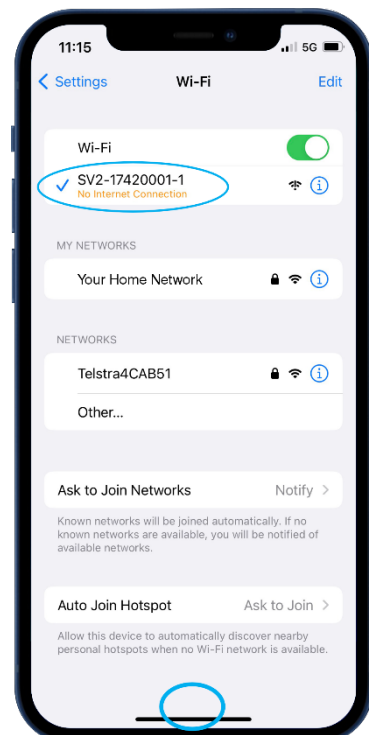 11:15 5G
Settings Wi-Fi Edit
Wi-Fi
SV2-17420001-1
No Internet Connection
MY NETWORKS
Your Home Network
NETWORKS
Telstra4CAB51
Other...
Ask to Join Networks Notify
Known networks will be joined automatically. If no
known networks are available, you will be notified of
available networks.
Auto Join Hotspot Ask to Join
Allow this device to automatically discover nearby
personal hotspots when no Wi-Fi network is available.